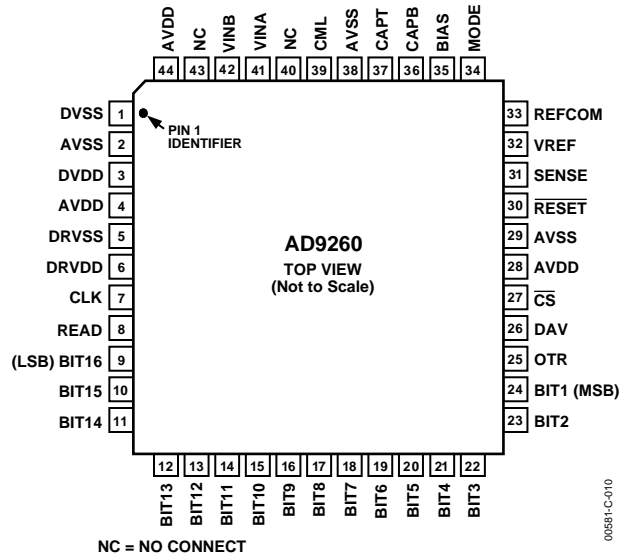 AVDD
NC
VINB
VINA
NC
CML
AVSS
CAPT
CAPB
BIAS
MODE
44 43 42 41 40 39 38 37 36 35 34
DVSS 1
AVSS 2
DVDD 3
AVDD 4
DRVSS 5
DRVDD 6
CLK 7
READ 8
(LSB) BIT16 9
BIT15 10
BIT14 11
PIN 1
IDENTIFIER
AD9260
TOP VIEW
(Not to Scale)
33 REFCOM
32 VREF
31 SENSE
30 RESET
29 AVSS
28 AVDD
27 CS
26 DAV
25 OTR
24 BIT1 (MSB)
23 BIT2
12 13 14 15 16 17 18 19 20 21 22
BIT13
BIT12
BIT11
BIT10
BIT9
BIT8
BIT7
BIT6
BIT5
BIT4
BIT3
NC = NO CONNECT
00581-C-010